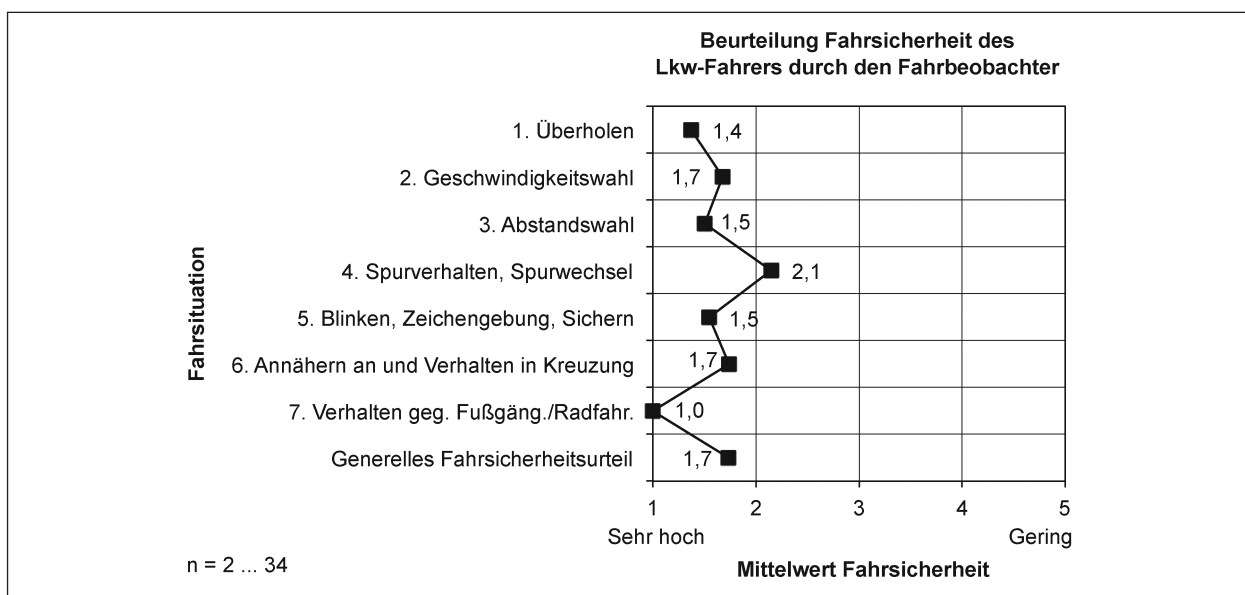 Beurteilung Fahrsicherheit des
Lkw-Fahrers durch den Fahrbeobachter
Fahrsituation
1. Überholen
1,4
2. Geschwindigkeitswahl
1,7
3. Abstandswahl
1,5
4. Spurverhalten, Spurwechsel
2,1
5. Blinken, Zeichengebung, Sichern
1,5
6. Annähern an und Verhalten in Kreuzung
1,7
7. Verhalten geg. Fußgäng./Radfahr.
1,0
Generelles Fahrsicherheitsurteil
1,7
1 2 3 4 5
Sehr hoch Gering
n = 2 ... 34
Mittelwert Fahrsicherheit